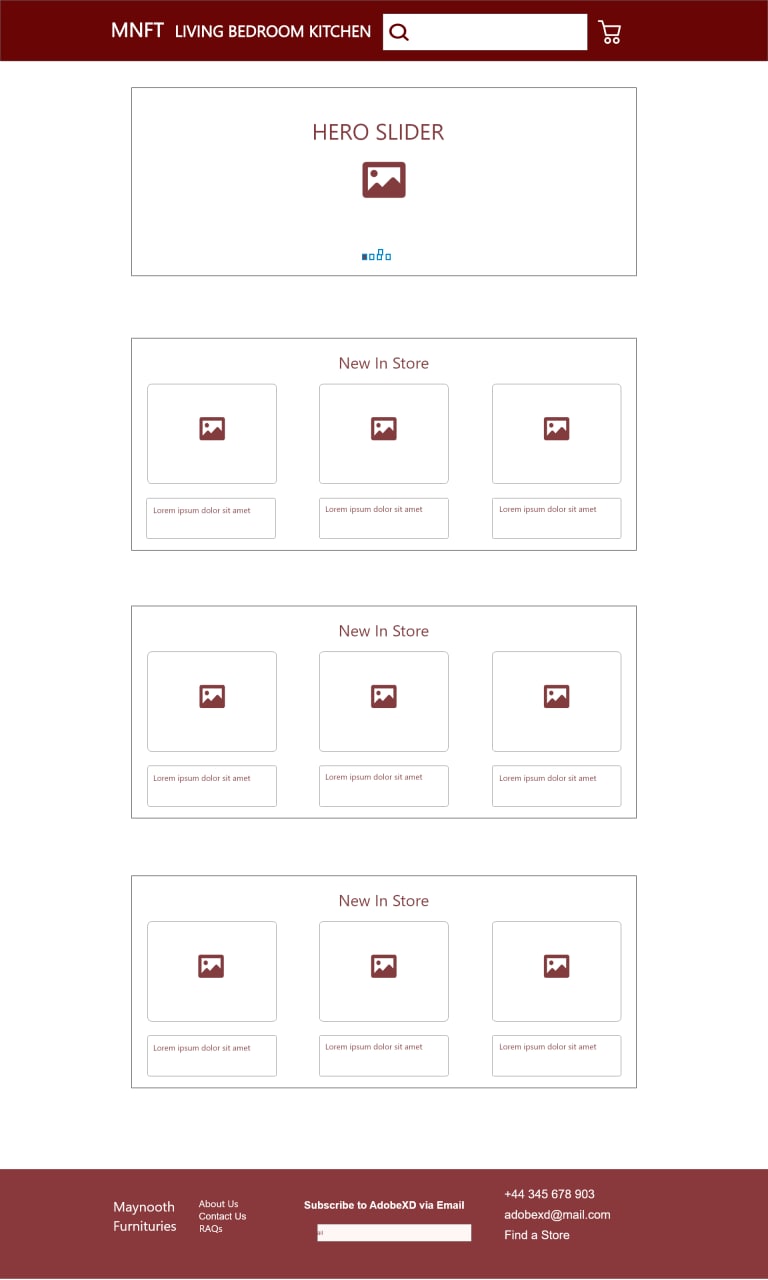 MNFT LIVING BEDROOM KITCHEN
HERO SLIDER
New In Store
Lorem ipsum dolor sit amet
Lorem ipsum dolor sit amet
Lorem ipsum dolor sit amet
New In Store
Lorem ipsum dolor sit amet
Lorem ipsum dolor sit amet
Lorem ipsum dolor sit amet
New In Store
Lorem ipsum dolor sit amet
Lorem ipsum dolor sit amet
Lorem ipsum dolor sit amet
Maynooth
Furnituries
About Us
Contact Us
RAQs
Subscribe to AdobeXD via Email
+44 345 678 903
adobexd@mail.com
Find a Store